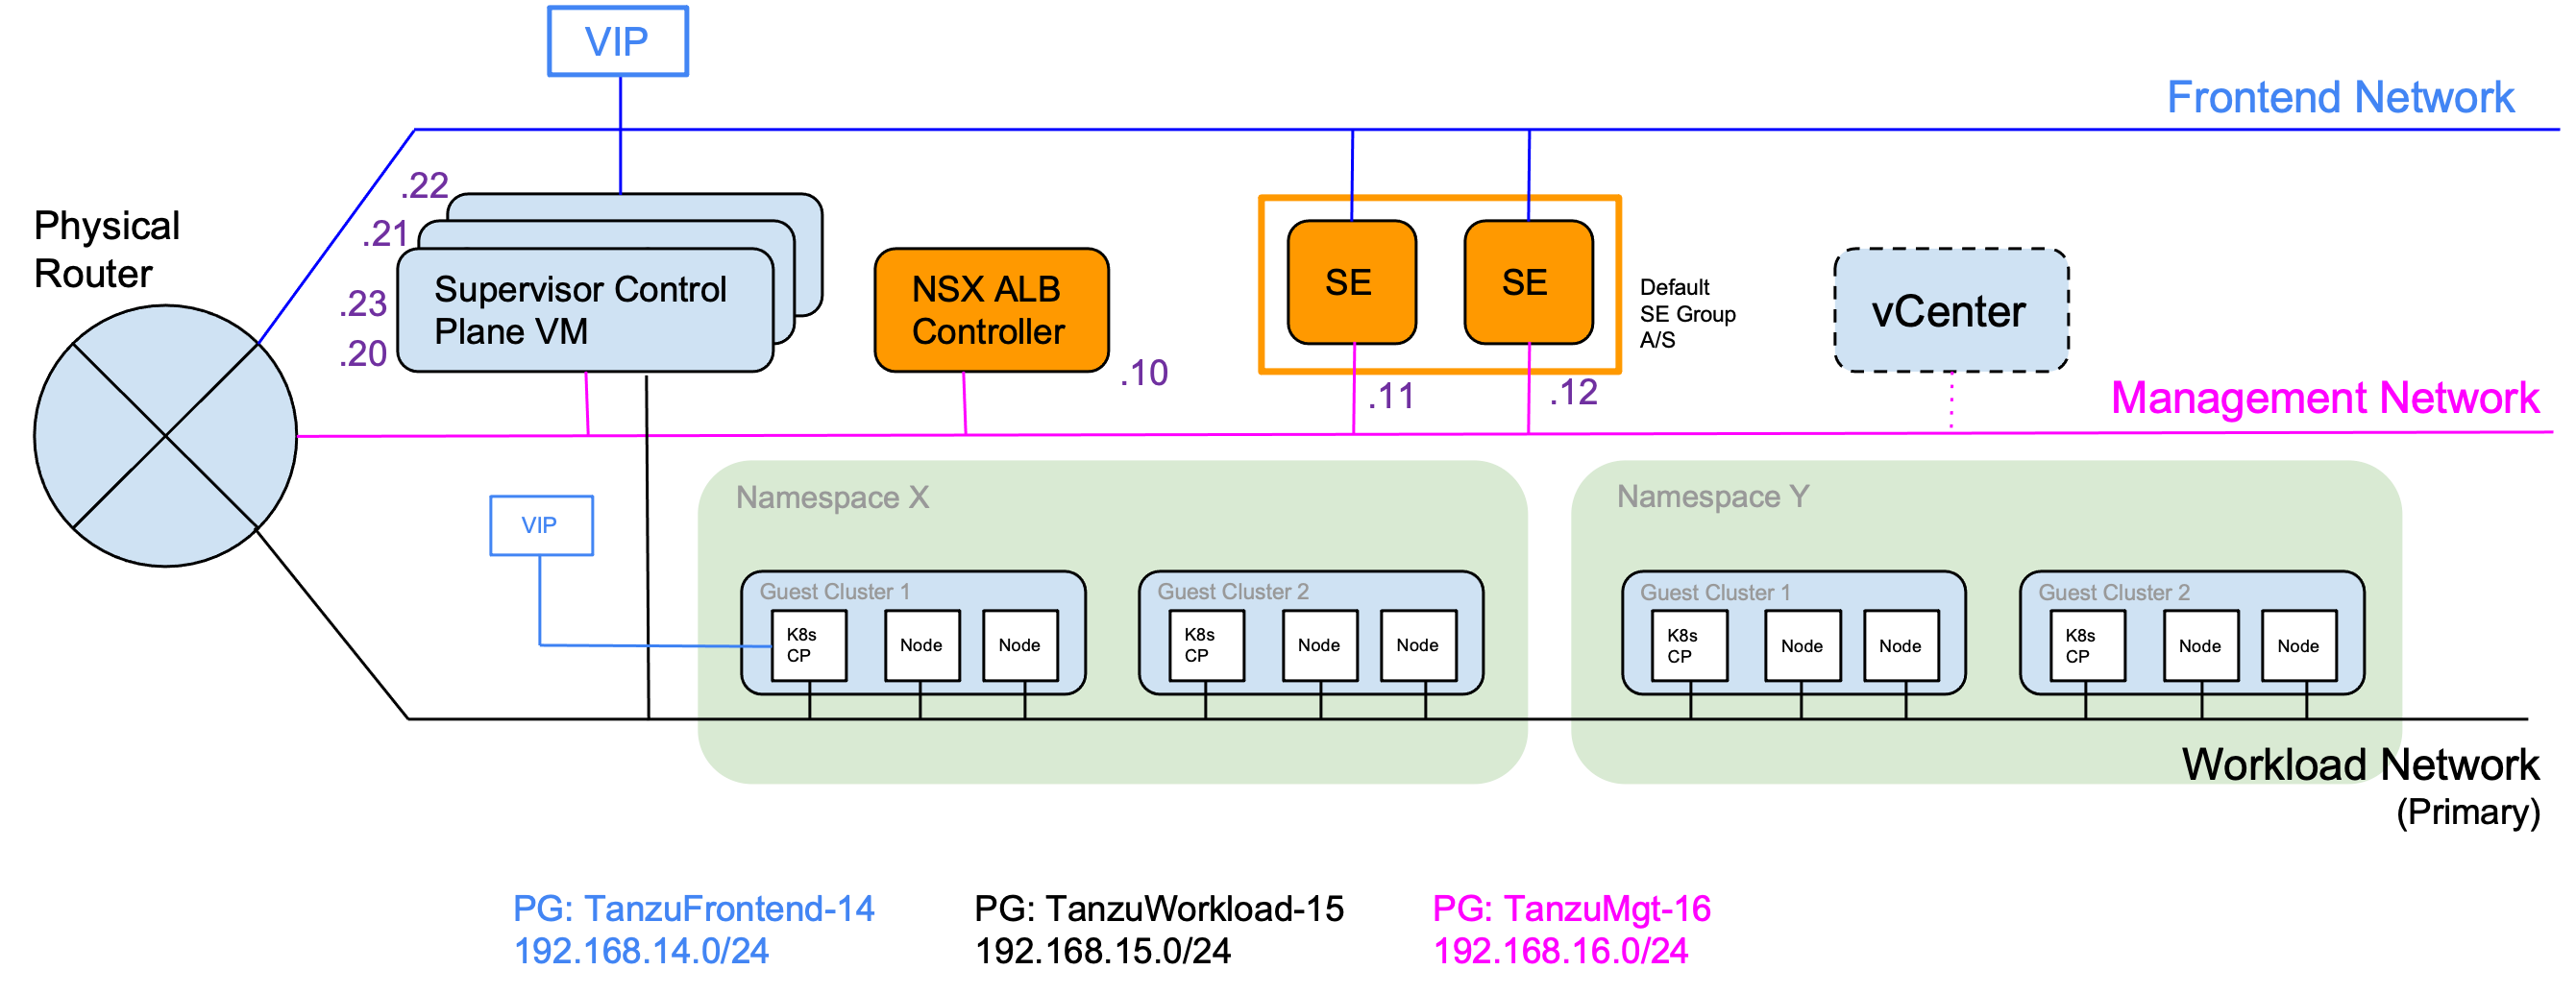 VIP
Frontend Network
Physical
Router
.22
.21
.23
.20
Supervisor Control
Plane VM
NSX ALB
Controller
.10
SE
SE
Default
SE Group
A/S
.11
.12
vCenter
Management Network
VIP
Namespace X
Guest Cluster 1
K8s
CP
Node
Node
Guest Cluster 2
K8s
CP
Node
Node
Namespace Y
Guest Cluster 1
K8s
CP
Node
Node
Guest Cluster 2
K8s
CP
Node
Node
Workload Network
(Primary)
PG: TanzuFrontend-14
192.168.14.0/24
PG: TanzuWorkload-15
192.168.15.0/24
PG: TanzuMgt-16
192.168.16.0/24